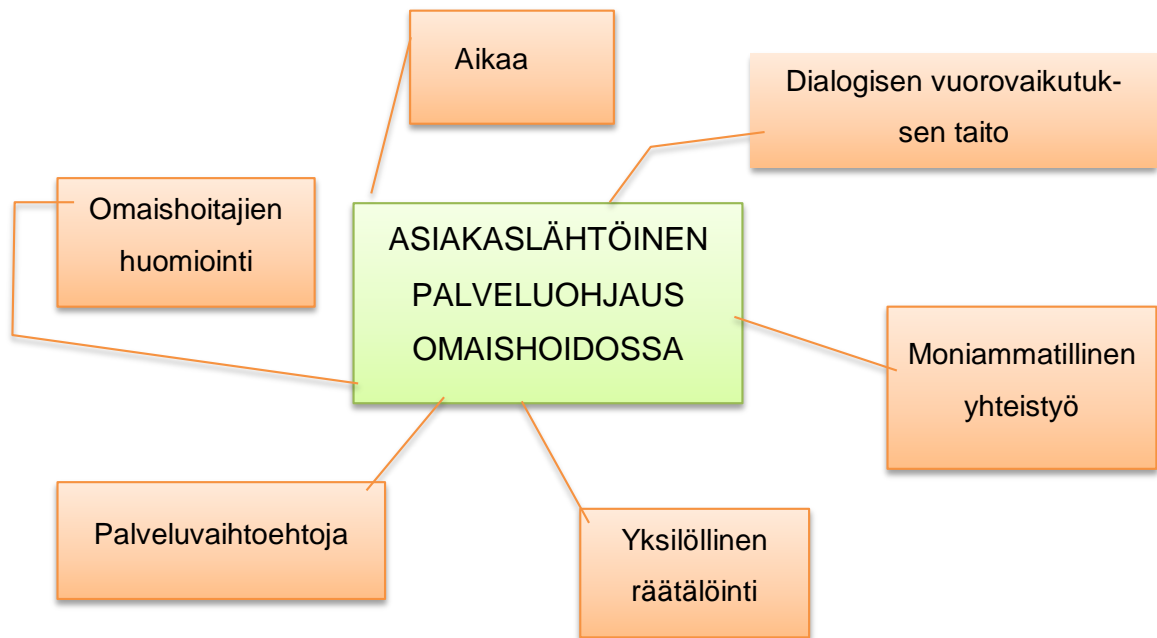 Aikaa
Dialogisen vuorovaikutuk-
sen taito
Omaishoitajien
huomiointi
ASIAKASLÄHTÖINEN
PALVELUOHJAUS
OMAISHOIDOSSA
Moniammatillinen
yhteistyö
Palveluvaihtoehtoja
Yksilöllinen
räätälöinti